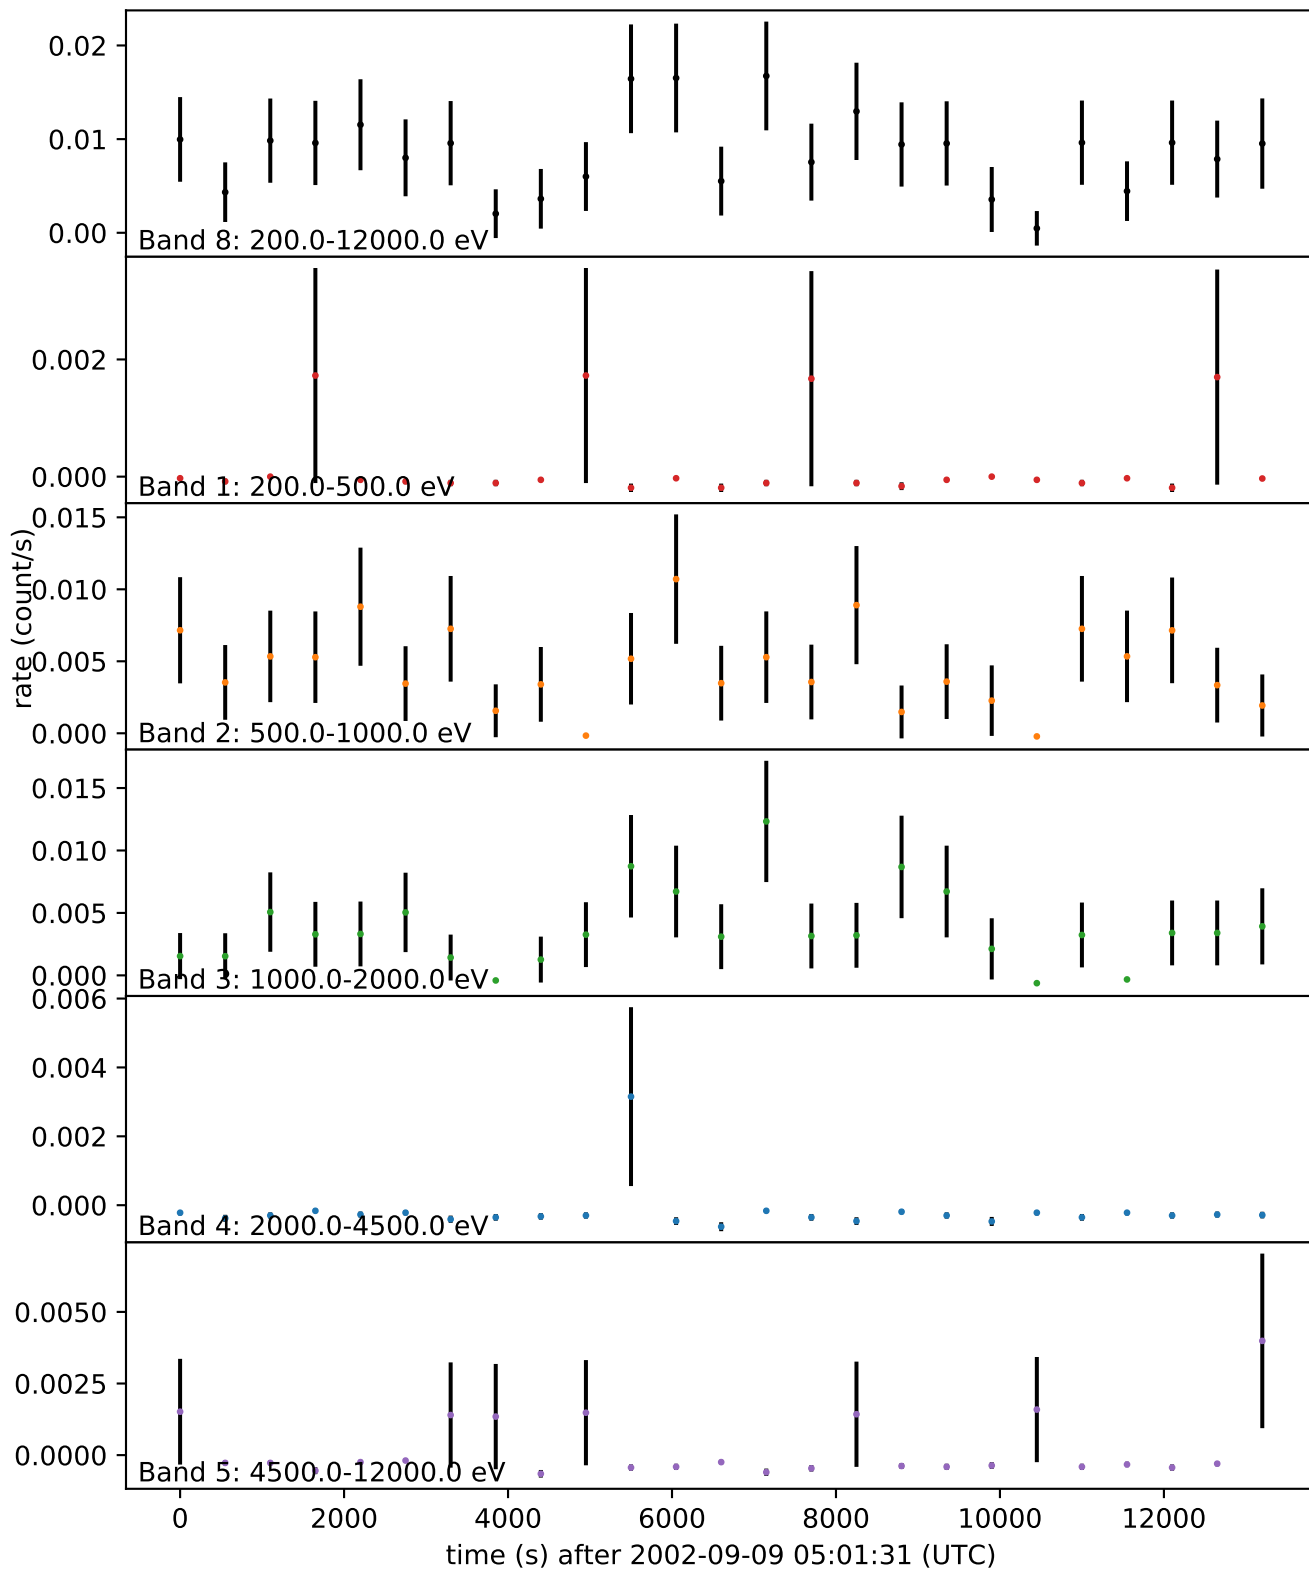 0.02
0.01
0.00
Band 8: 200.0-12000.0 eV
0.002
0.000
Band 1: 200.0-500.0 eV
rate (count/s)
0.015
0.010
0.005
0.000
Band 2: 500.0-1000.0 eV
0.015
0.010
0.005
0.000
Band 3: 1000.0-2000.0 eV
0.006
0.004
0.002
0.000
Band 4: 2000.0-4500.0 eV
0.0050
0.0025
0.0000
Band 5: 4500.0-12000.0 eV
0 2000 4000 6000 8000 10000 12000
time (s) after 2002-09-09 05:01:31 (UTC)